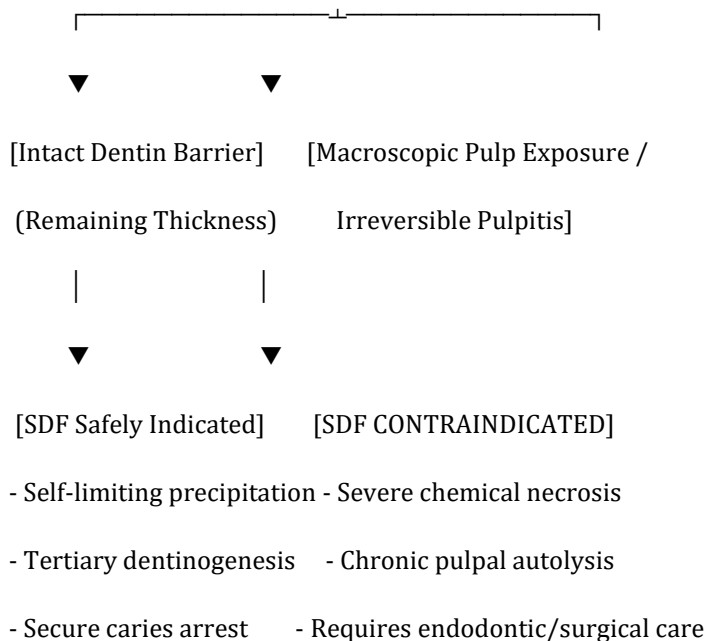 [Intact Dentin Barrier] [Macroscopic Pulp Exposure /
(Remaining Thickness) Irreversible Pulpitis]
[SDF Safely Indicated] [SDF CONTRAINDICATED]
- Self-limiting precipitation - Severe chemical necrosis
- Tertiary dentinogenesis - Chronic pulpal autolysis
- Secure caries arrest - Requires endodontic/surgical care